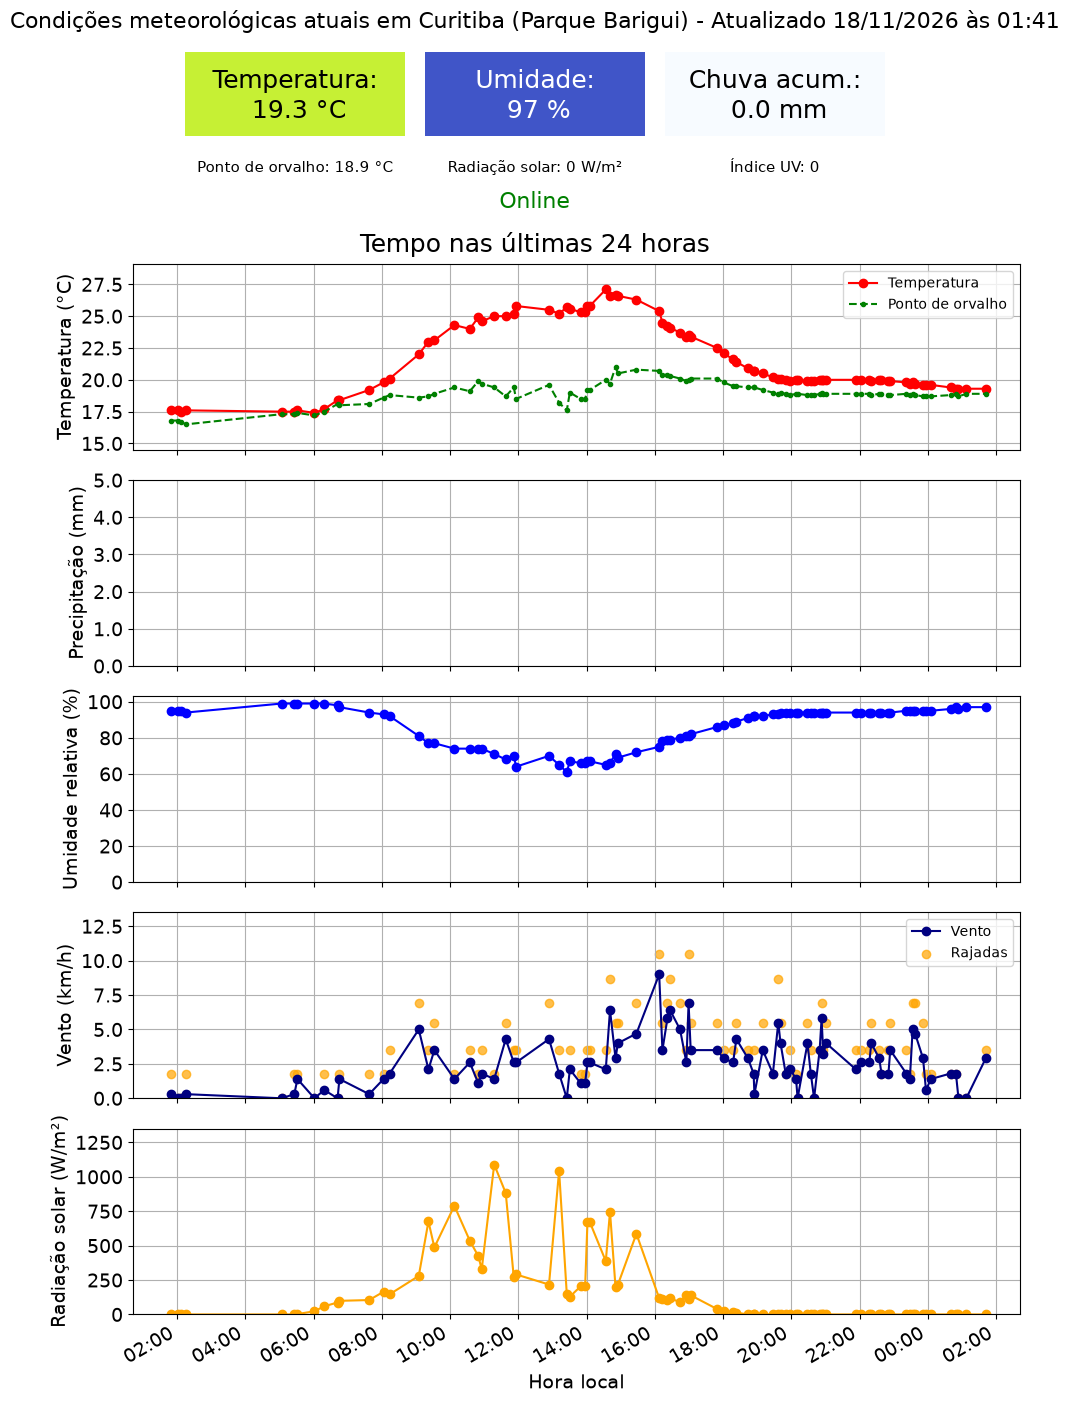 Condições meteorológicas atuais em Curitiba (Parque Barigui) - Atualizado 18/11/2026 às 01:41
Temperatura:
19.3 °C
Umidade:
97 %
Chuva acum.:
0.0 mm
Ponto de orvalho: 18.9 °C
Radiação solar: 0 W/m²
Índice UV: 0
Online
Tempo nas últimas 24 horas
Temperatura (°C)
27.5
25.0
22.5
20.0
17.5
15.0
Temperatura
Ponto de orvalho
Precipitação (mm)
5.0
4.0
3.0
2.0
1.0
0.0
Umidade relativa (%)
100
80
60
40
20
0
Vento (km/h)
12.5
10.0
7.5
5.0
2.5
0.0
Vento
Rajadas
Radiação solar (W/m²)
1250
1000
750
500
250
0
02:00
04:00
06:00
08:00
10:00
12:00
14:00
16:00
18:00
20:00
22:00
00:00
02:00
Hora local